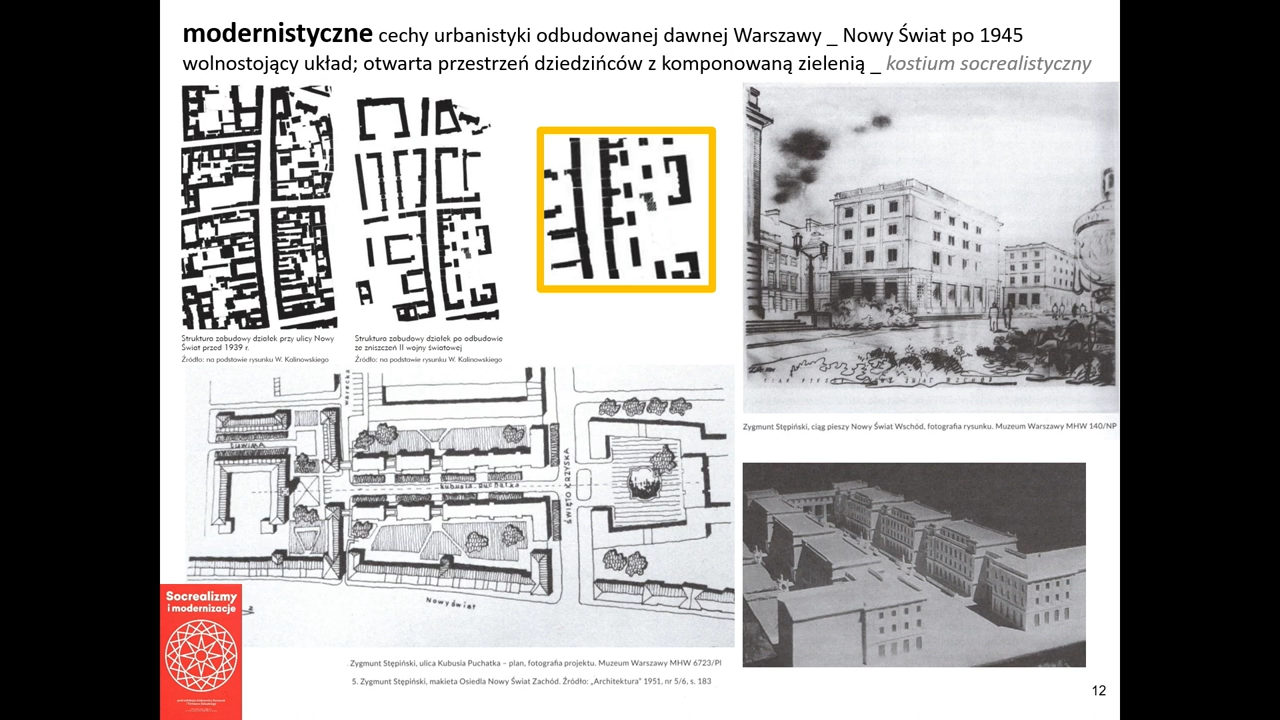 modernistyczne cechy urbanistyki odbudowanej dawnej Warszawy _ Nowy Świat po 1945
wolnostojący układ; otwarta przestrzeń dziedzińców z komponowaną zielenią _ kostium socrealistyczny
Struktura zabudowy działek przy ulicy Nowy
Świat przed 1939 r.
Źródło: na podstawie rysunku W. Kalinowskiego
Struktura zabudowy działek po odbudowie
ze zniszczeń II wojny światowej
Źródło: na podstawie rysunku W. Kalinowskiego
Zygmunt Stępiński, ciąg pieszy Nowy Świat Wschód, fotografia rysunku. Muzeum Warszawy MHW 140/NP
Warecka
Tuwima
Kubusia Puchatka
ŚWIĘTOKRZYSKA
Nowy świat
Socrealizmy
i modernizacje
Zygmunt Stępiński, ulica Kubusia Puchatka – plan, fotografia projektu. Muzeum Warszawy MHW 6723/Pl
5. Zygmunt Stępiński, makieta Osiedla Nowy Świat Zachód. Źródło: „Architektura" 1951, nr 5/6, s. 183
12